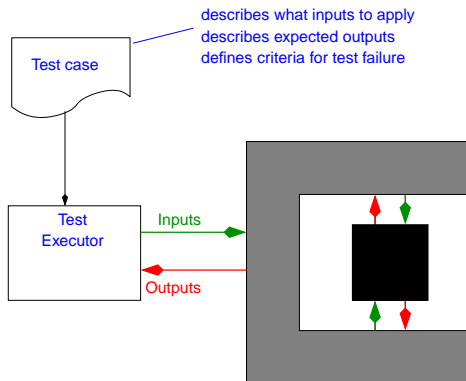 describes what inputs to apply
describes expected outputs
defines criteria for test failure
Test case
Test
Executor
Inputs
Outputs